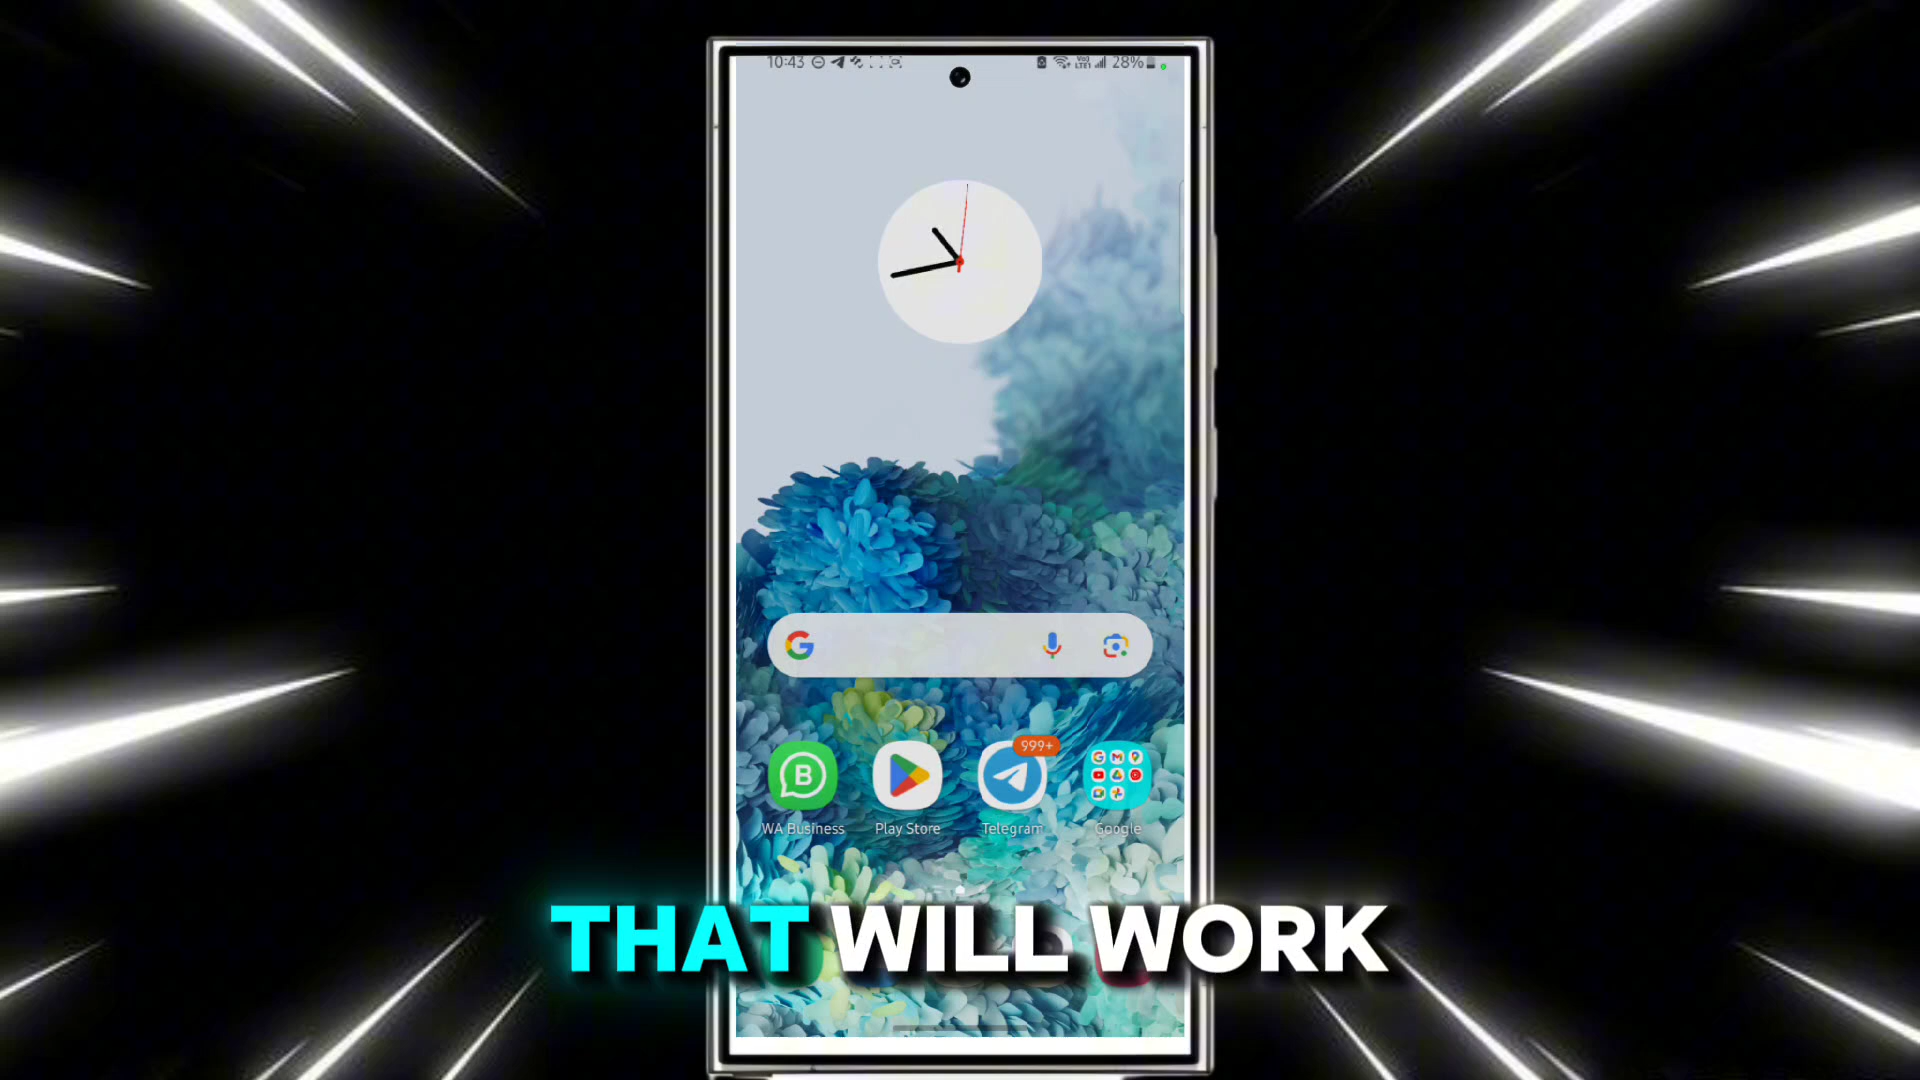 10:43 28%
999+
WA Business Play Store Telegram Google
THAT WILL WORK